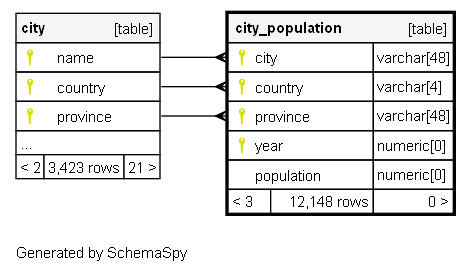 city [table]
name
country
province
...
< 2 3,423 rows 21 >
city_population [table]
city varchar[48]
country varchar[4]
province varchar[48]
year numeric[0]
population numeric[0]
< 3 12,148 rows 0 >
Generated by SchemaSpy